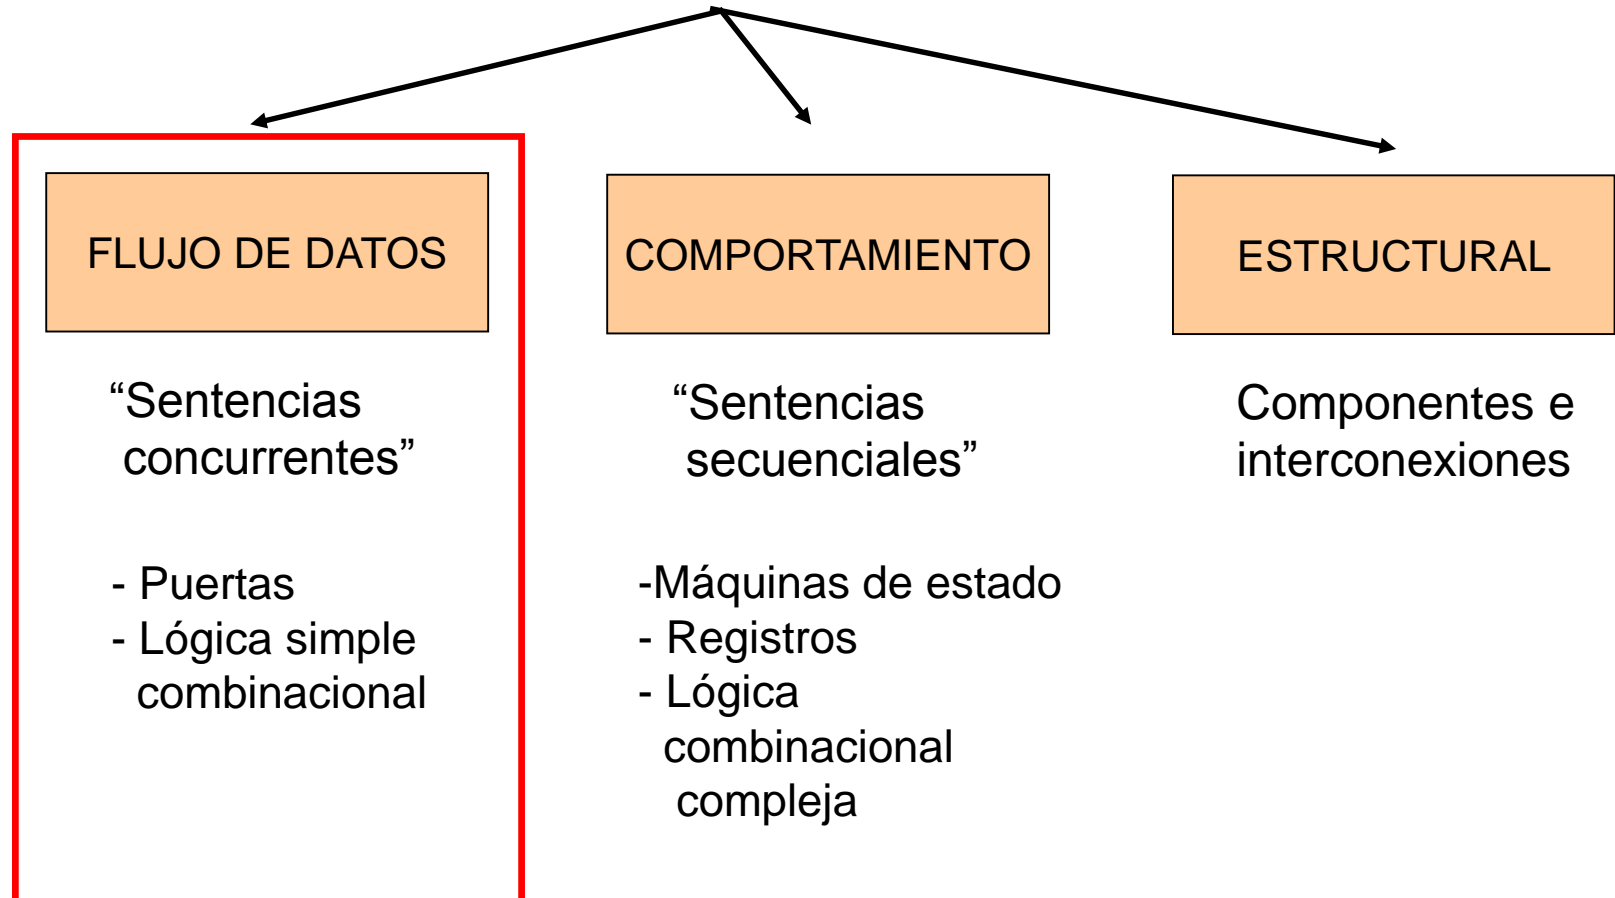 FLUJO DE DATOS
“Sentencias
concurrentes”
- Puertas
- Lógica simple
combinacional
COMPORTAMIENTO
“Sentencias
secuenciales”
-Máquinas de estado
- Registros
- Lógica
combinacional
compleja
ESTRUCTURAL
Componentes e
interconexiones